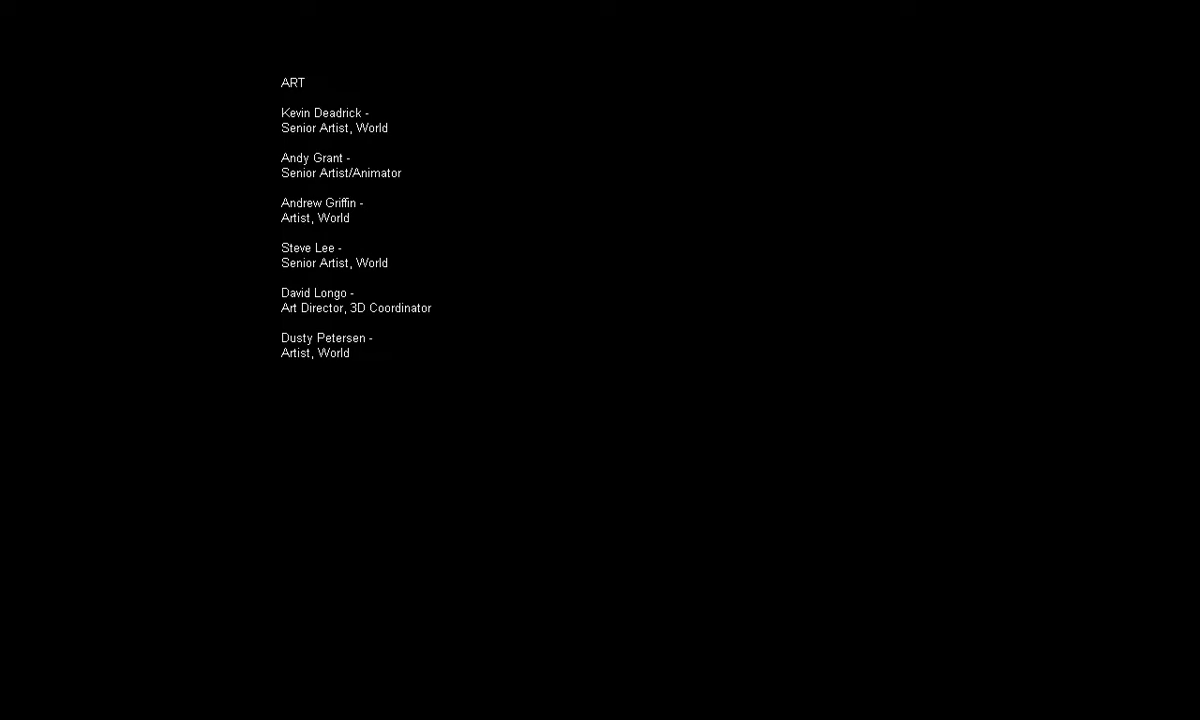 ART
Kevin Deadrick -
Senior Artist, World
Andy Grant -
Senior Artist/Animator
Andrew Griffin -
Artist, World
Steve Lee -
Senior Artist, World
David Longo -
Art Director, 3D Coordinator
Dusty Petersen -
Artist, World